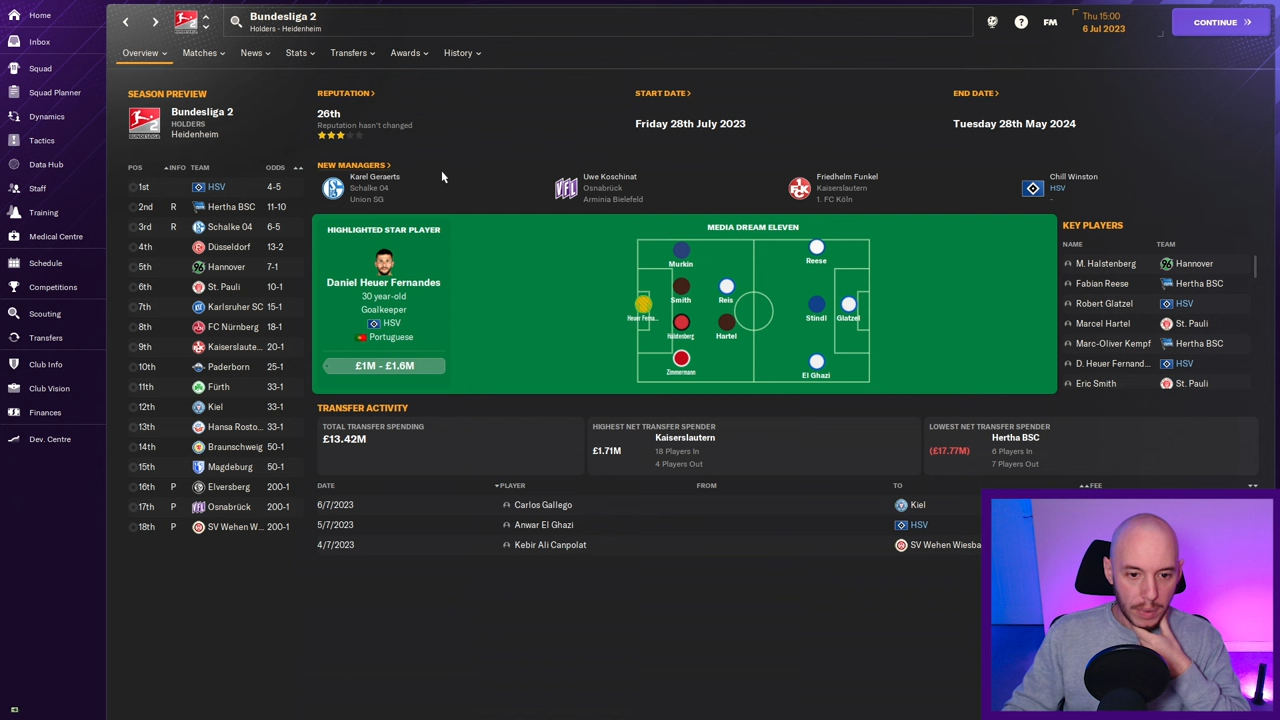 Home
Inbox
Squad
Squad Planner
Dynamics
Tactics
Data Hub
Staff
Training
Medical Centre
Schedule
Competitions
Scouting
Transfers
Club Info
Club Vision
Finances
Dev. Centre
Bundesliga 2
Holders - Heidenheim
FM
Thu 15:00
6 Jul 2023
CONTINUE
Overview Matches News Stats Transfers Awards History
SEASON PREVIEW
Bundesliga 2
HOLDERS
Heidenheim
REPUTATION >
26th
Reputation hasn't changed
START DATE >
Friday 28th July 2023
END DATE >
Tuesday 28th May 2024
NEW MANAGERS >
Karel Geraerts
Schalke 04
Union SG
Uwe Koschinat
Osnabrück
Arminia Bielefeld
Friedhelm Funkel
Kaiserslautern
1. FC Köln
Chill Winston
HSV
-
POS INFO TEAM ODDS
1st HSV 4-5
2nd R Hertha BSC 11-10
3rd R Schalke 04 6-5
4th Düsseldorf 13-2
5th Hannover 7-1
6th St. Pauli 10-1
7th Karlsruher SC 15-1
8th FC Nürnberg 18-1
9th Kaiserslaute... 20-1
10th Paderborn 25-1
11th Fürth 33-1
12th Kiel 33-1
13th Hansa Rosto... 33-1
14th Braunschweig 50-1
15th Magdeburg 50-1
16th P Elversberg 200-1
17th P Osnabrück 200-1
18th P SV Wehen W... 200-1
HIGHLIGHTED STAR PLAYER
Daniel Heuer Fernandes
30 year-old
Goalkeeper
HSV
Portuguese
£1M - £1.6M
MEDIA DREAM ELEVEN
Murkin
Reese
Smith
Reis
Heuer Ferna...
Stindl
Glatzel
Halstenberg
Hartel
Zimmermann
El Ghazi
KEY PLAYERS
NAME TEAM
M. Halstenberg Hannover
Fabian Reese Hertha BSC
Robert Glatzel HSV
Marcel Hartel St. Pauli
Marc-Oliver Kempf Hertha BSC
D. Heuer Fernand... HSV
Eric Smith St. Pauli
TRANSFER ACTIVITY
TOTAL TRANSFER SPENDING
£13.42M
HIGHEST NET TRANSFER SPENDER
£1.71M
Kaiserslautern
18 Players In
4 Players Out
LOWEST NET TRANSFER SPENDER
(£17.77M)
Hertha BSC
6 Players In
7 Players Out
DATE PLAYER FROM TO FEE
6/7/2023 Carlos Gallego Kiel
5/7/2023 Anwar El Ghazi HSV
4/7/2023 Kebir Ali Canpolat SV Wehen Wiesba